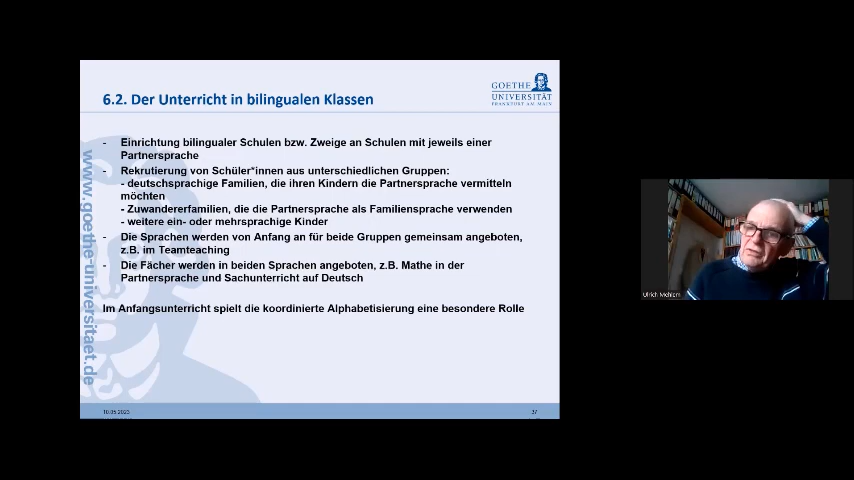 6.2. Der Unterricht in bilingualen Klassen
GOETHE
UNIVERSITÄT
FRANKFURT AM MAIN
- Einrichtung bilingualer Schulen bzw. Zweige an Schulen mit jeweils einer
Partnersprache
- Rekrutierung von Schüler*innen aus unterschiedlichen Gruppen:
- deutschsprachige Familien, die ihren Kindern die Partnersprache vermitteln
möchten
- Zuwandererfamilien, die die Partnersprache als Familiensprache verwenden
- weitere ein- oder mehrsprachige Kinder
- Die Sprachen werden von Anfang an für beide Gruppen gemeinsam angeboten,
z.B. im Teamteaching
- Die Fächer werden in beiden Sprachen angeboten, z.B. Mathe in der
Partnersprache und Sachunterricht auf Deutsch
Im Anfangsunterricht spielt die koordinierte Alphabetisierung eine besondere Rolle
www.goethe-universitaet.de
10.05.2023
37
Ulrich Mehlem